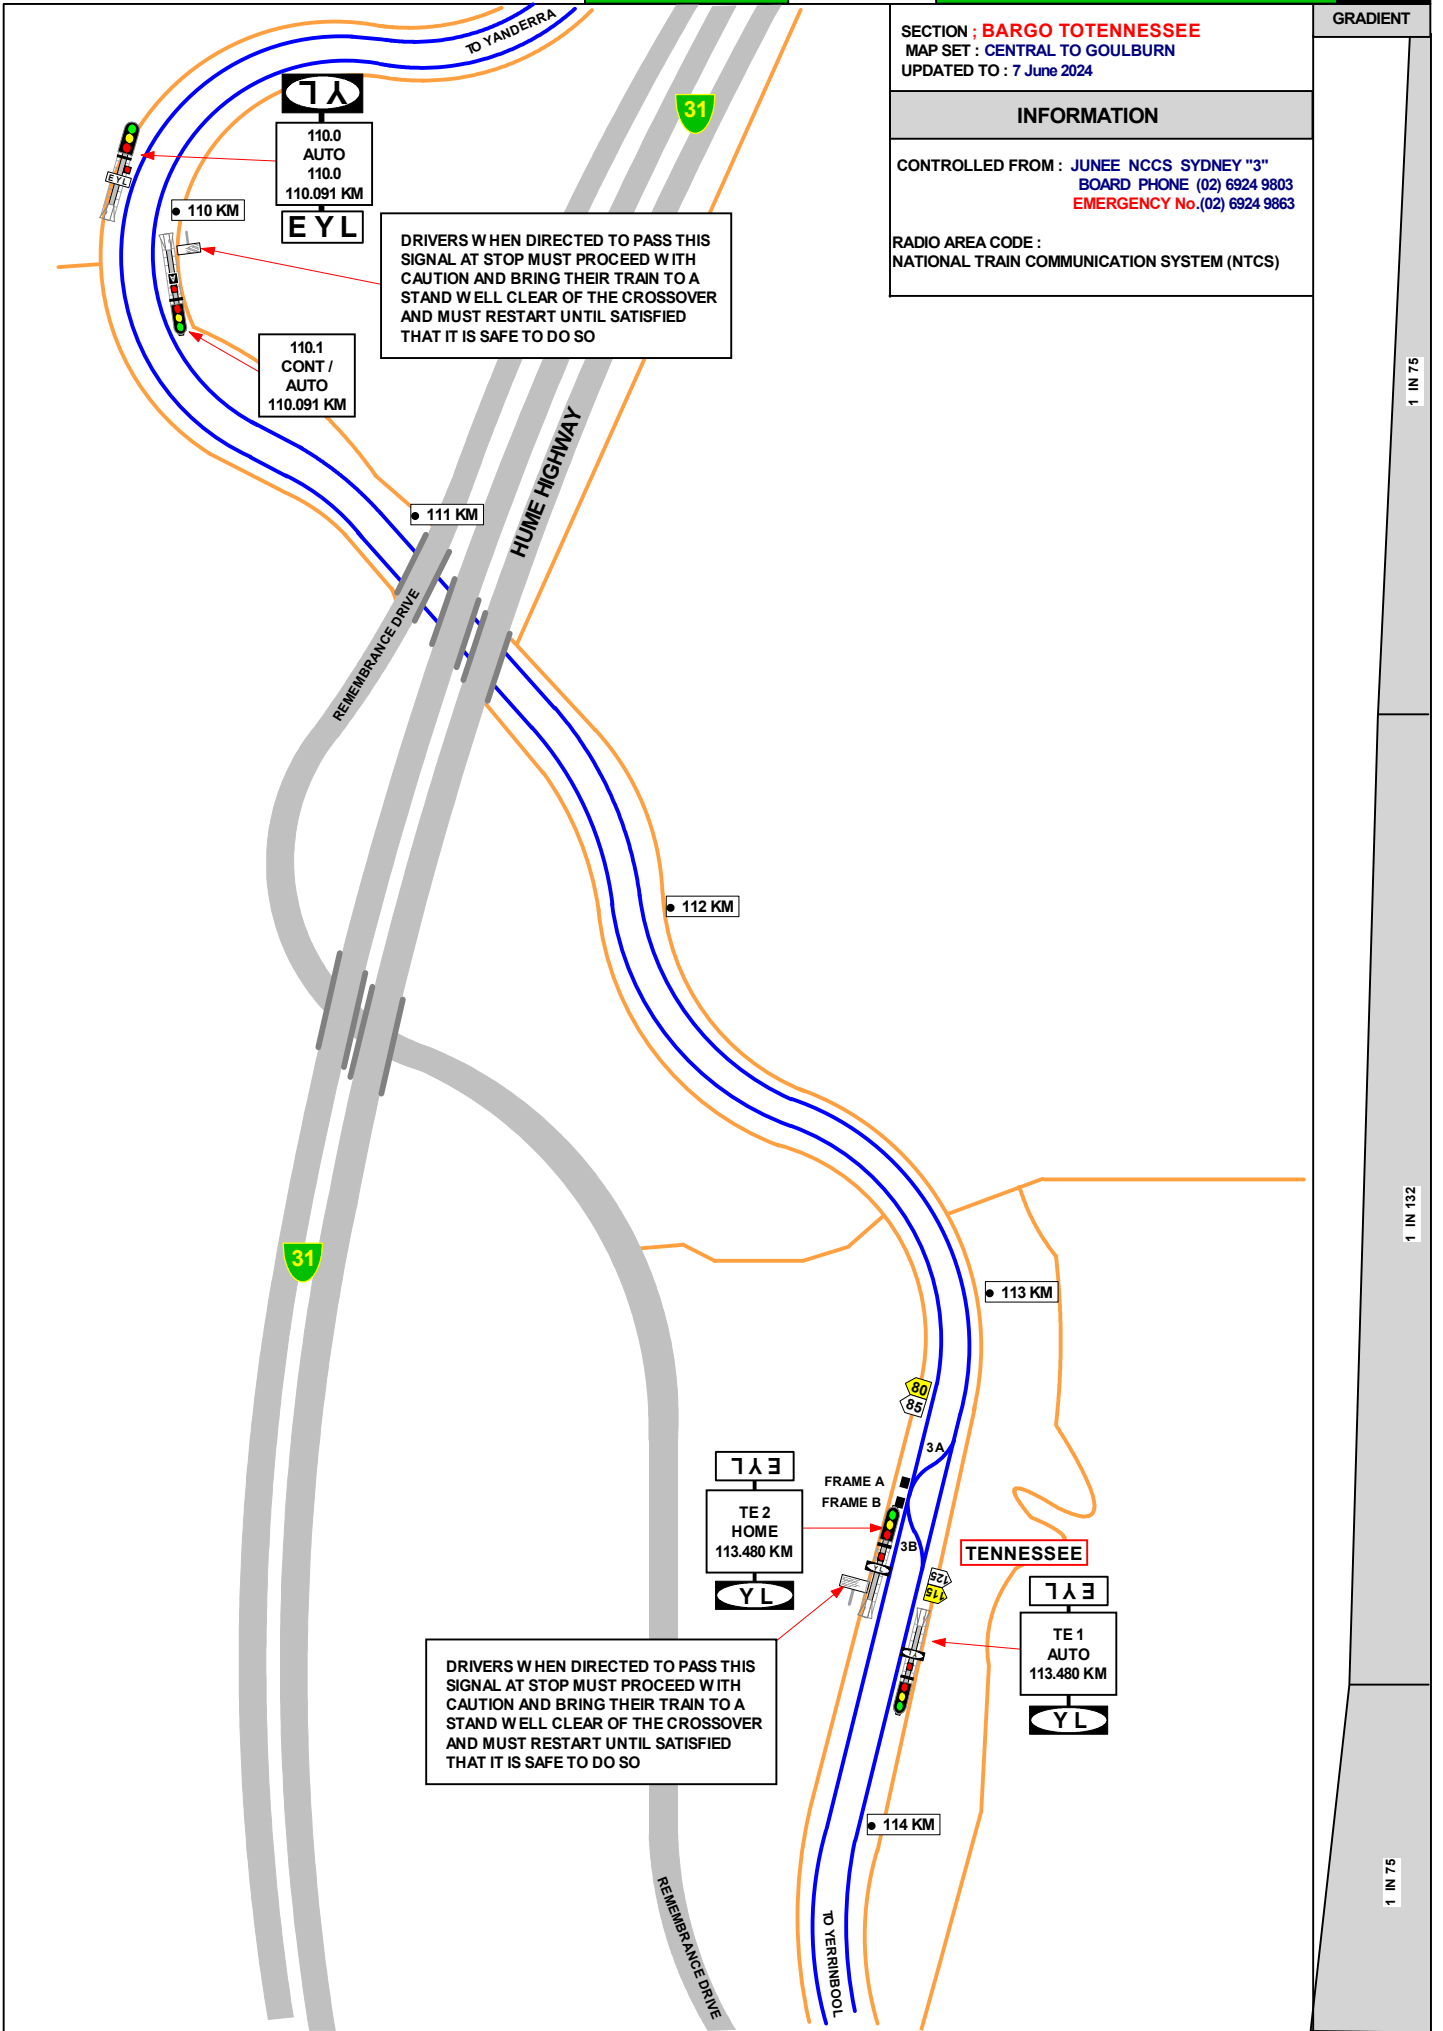 SECTION ; BARGO TOTENNESSEE
MAP SET : CENTRAL TO GOULBURN
UPDATED TO : 7 June 2024
GRADIENT
INFORMATION
CONTROLLED FROM : JUNEE NCCS SYDNEY "3"
BOARD PHONE (02) 6924 9803
EMERGENCY No.(02) 6924 9863
RADIO AREA CODE :
NATIONAL TRAIN COMMUNICATION SYSTEM (NTCS)
TO YANDERRA
31
YL
110.0
AUTO
110.0
110.091 KM
EYL
EYL
110 KM
DRIVERS WHEN DIRECTED TO PASS THIS
SIGNAL AT STOP MUST PROCEED WITH
CAUTION AND BRING THEIR TRAIN TO A
STAND WELL CLEAR OF THE CROSSOVER
AND MUST RESTART UNTIL SATISFIED
THAT IT IS SAFE TO DO SO
110.1
CONT /
AUTO
110.091 KM
1 IN 75
HUME HIGHWAY
111 KM
REMEMBRANCE DRIVE
112 KM
1 IN 132
31
113 KM
80
85
3A
EYL
FRAME A
FRAME B
TE 2
HOME
113.480 KM
YL
3B
TENNESSEE
125
115
EYL
TE 1
AUTO
113.480 KM
YL
DRIVERS WHEN DIRECTED TO PASS THIS
SIGNAL AT STOP MUST PROCEED WITH
CAUTION AND BRING THEIR TRAIN TO A
STAND WELL CLEAR OF THE CROSSOVER
AND MUST RESTART UNTIL SATISFIED
THAT IT IS SAFE TO DO SO
114 KM
1 IN 75
REMEMBRANCE DRIVE
TO YERRINBOOL